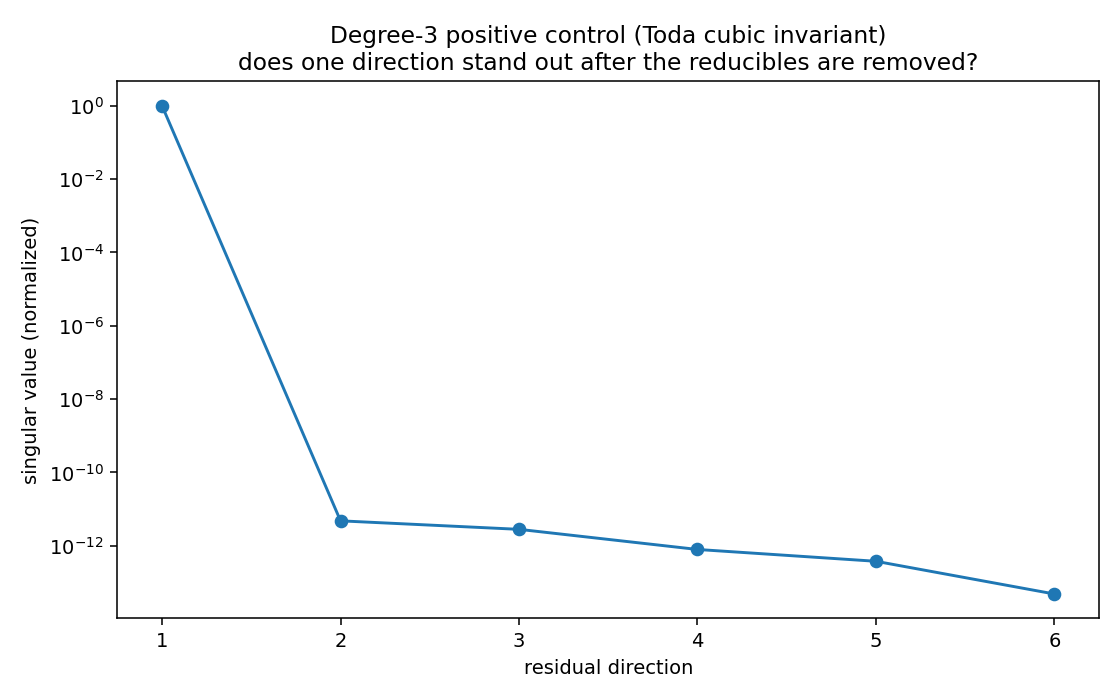 Degree-3 positive control (Toda cubic invariant)
does one direction stand out after the reducibles are removed?
singular value (normalized)
10⁰
10⁻²
10⁻⁴
10⁻⁶
10⁻⁸
10⁻¹⁰
10⁻¹²
1 2 3 4 5 6
residual direction